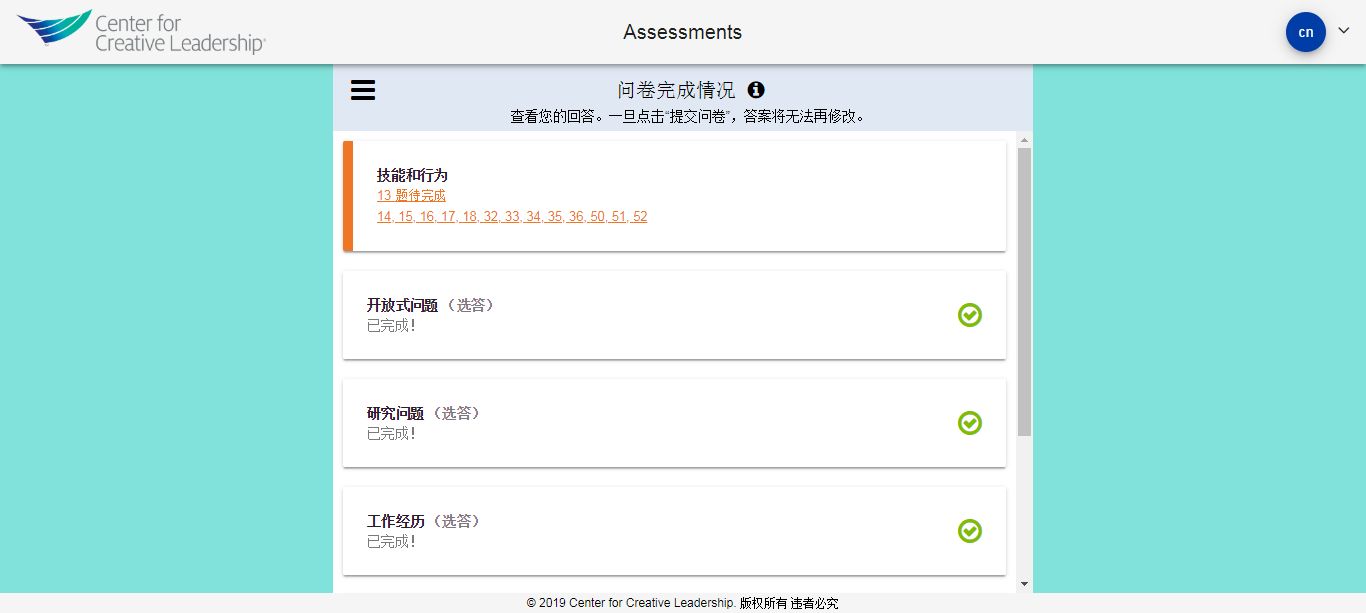 Center for
Creative Leadership®
Assessments
cn
问卷完成情况
查看您的回答。一旦点击“提交问卷”，答案将无法再修改。
技能和行为
13 题待完成
14, 15, 16, 17, 18, 32, 33, 34, 35, 36, 50, 51, 52
开放式问题（选答）
已完成！
研究问题（选答）
已完成！
工作经历（选答）
已完成！
© 2019 Center for Creative Leadership. 版权所有 违者必究